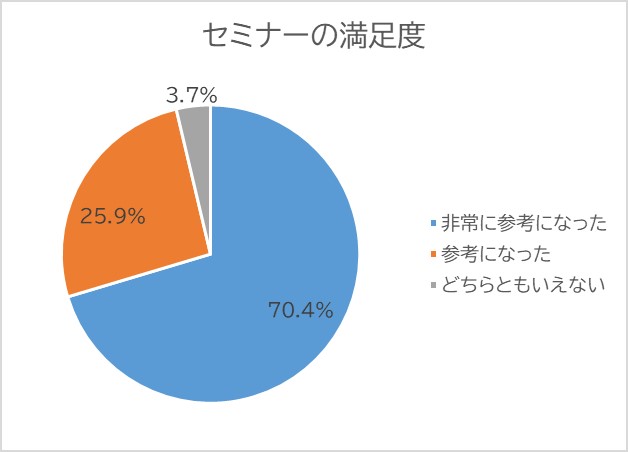 セミナーの満足度
3.7%
25.9%
70.4%
非常に参考になった
参考になった
どちらともいえない